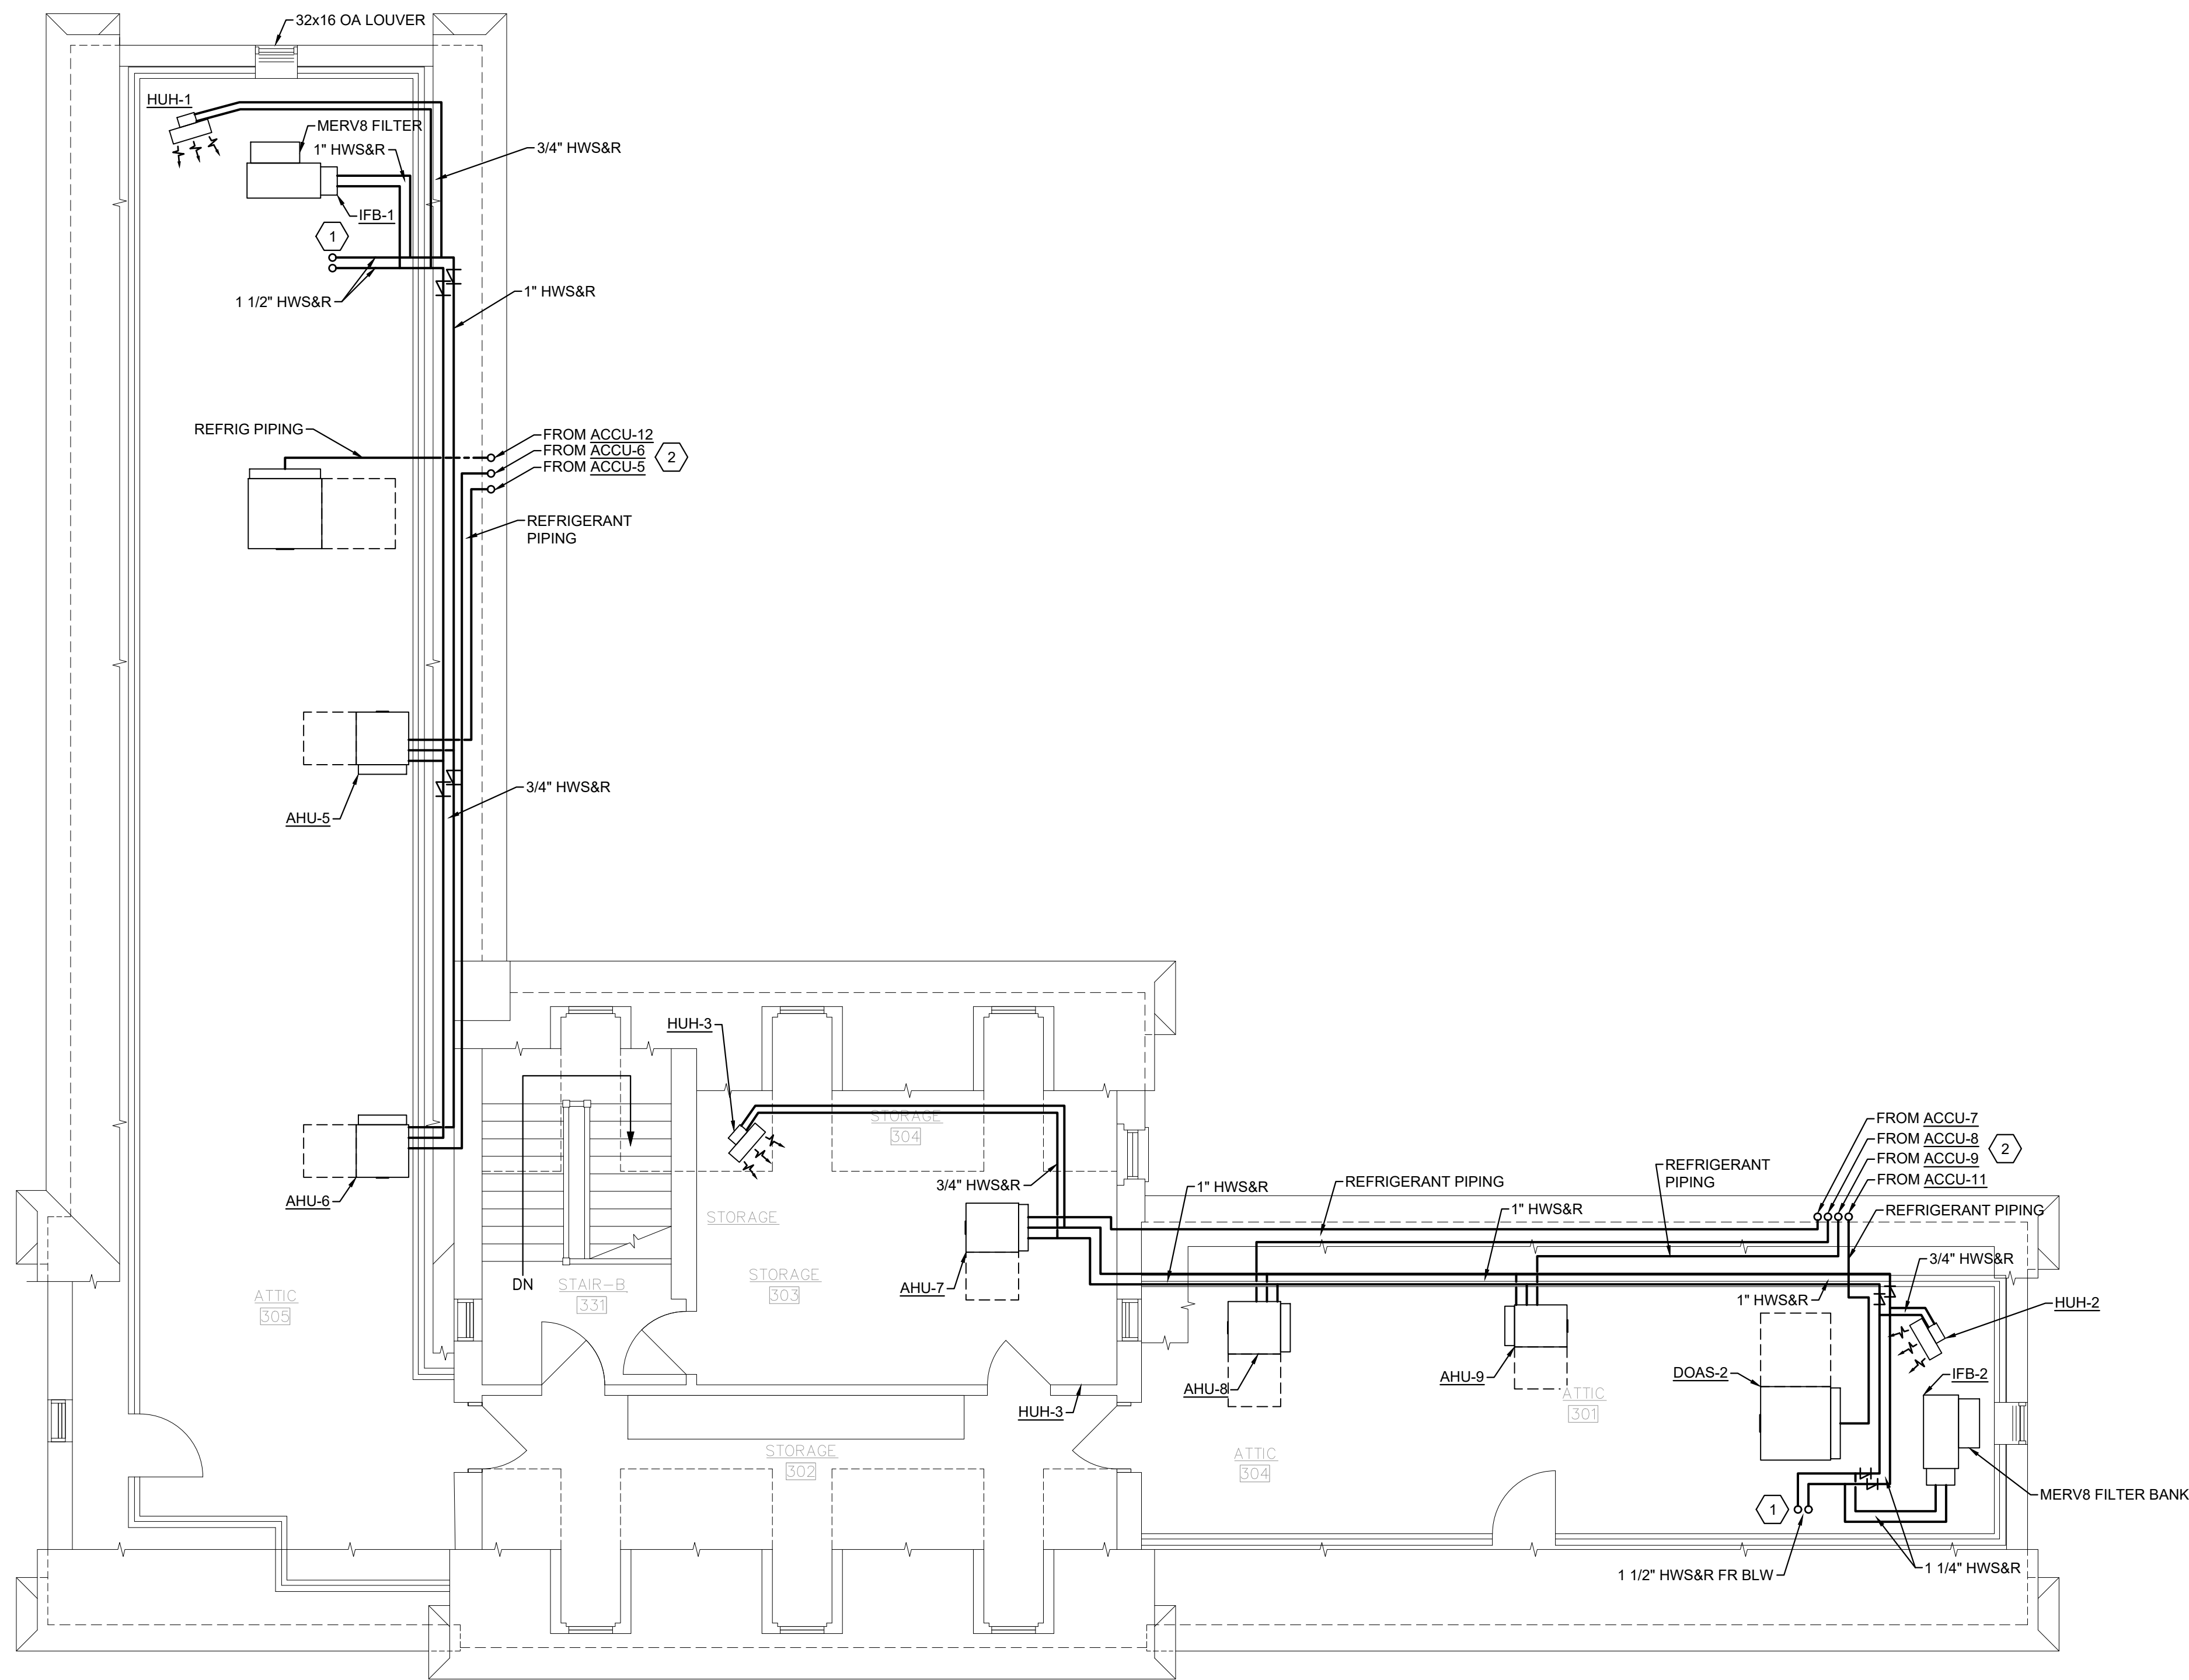 32x16 OA LOUVER
HUH-1
MERV8 FILTER
1" HWS&R
3/4" HWS&R
IFB-1
1
1 1/2" HWS&R
1" HWS&R
REFRIG PIPING
FROM ACCU-12
FROM ACCU-6
FROM ACCU-5
2
REFRIGERANT
PIPING
3/4" HWS&R
AHU-5
AHU-6
HUH-3
STORAGE
304
3/4" HWS&R
STORAGE
STORAGE
303
AHU-7
DN
STAIR-B
331
ATTIC
305
HUH-3
STORAGE
302
1" HWS&R
REFRIGERANT PIPING
1" HWS&R
REFRIGERANT
PIPING
FROM ACCU-7
FROM ACCU-8
FROM ACCU-9
FROM ACCU-11
2
REFRIGERANT PIPING
3/4" HWS&R
1" HWS&R
HUH-2
AHU-8
AHU-9
DOAS-2
IFB-2
ATTIC
301
ATTIC
304
1
MERV8 FILTER BANK
1 1/2" HWS&R FR BLW
1 1/4" HWS&R